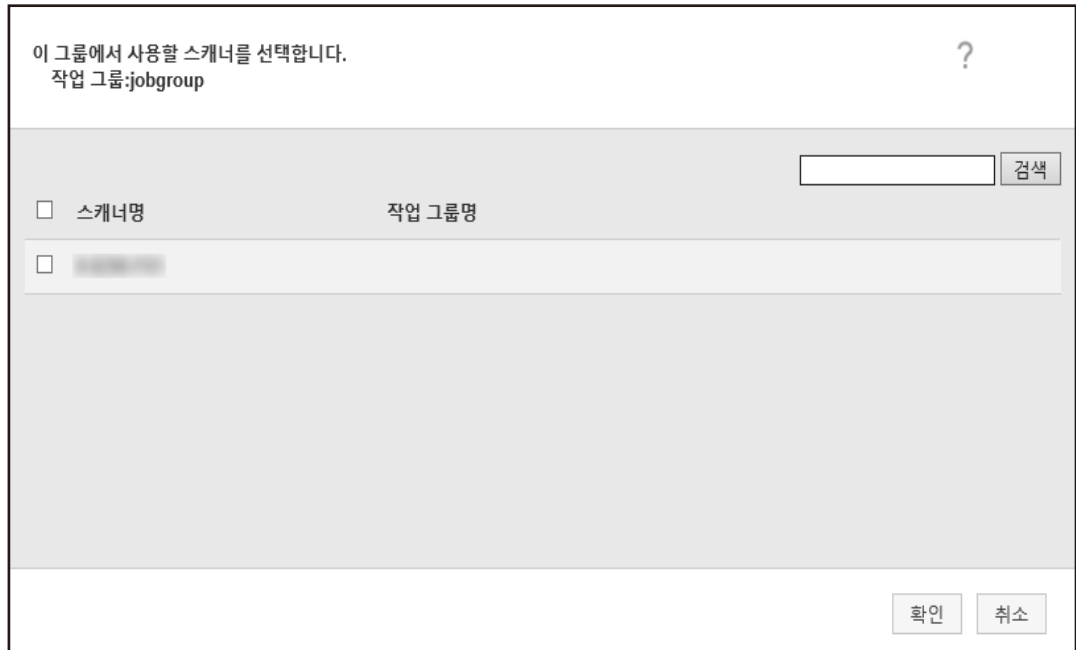 이 그룹에서 사용할 스캐너를 선택합니다.
작업 그룹:jobgroup
?
검색
스캐너명 작업 그룹명
확인 취소